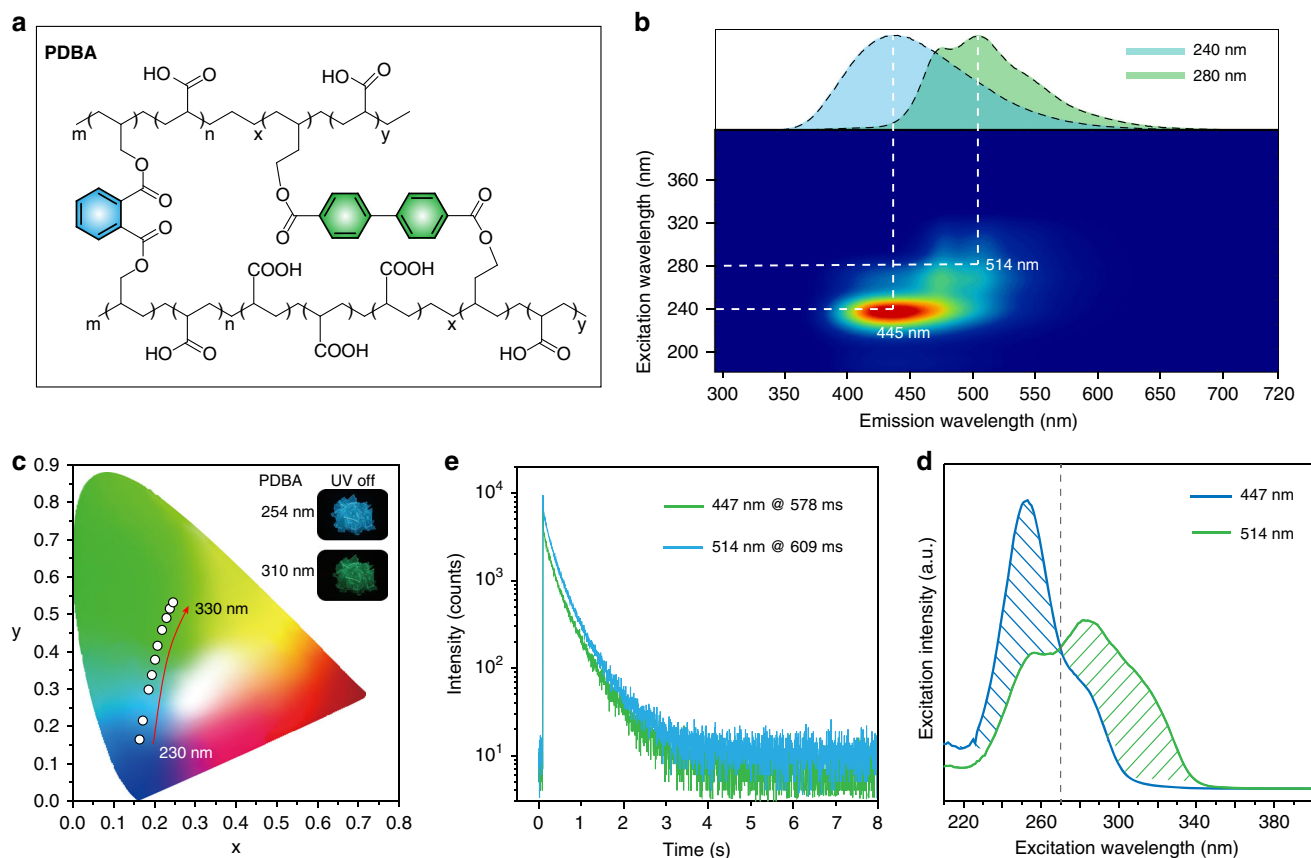 a
PDBA
HO
O
O
HO
m
n
x
y
O
O
O
O
O
O
O
O
COOH
COOH
m
n
x
y
HO
O
COOH
HO
O
b
240 nm
280 nm
Excitation wavelength (nm)
360
320
280
240
200
514 nm
445 nm
300
350
400
450
500
550
600
650
700
720
Emission wavelength (nm)
c
0.9
0.8
0.7
0.6
0.5
0.4
0.3
0.2
0.1
0.0
y
PDBA UV off
254 nm
310 nm
330 nm
230 nm
0.0 0.1 0.2 0.3 0.4 0.5 0.6 0.7 0.8
x
e
10⁴
10³
10²
10¹
Intensity (counts)
447 nm @ 578 ms
514 nm @ 609 ms
0 1 2 3 4 5 6 7 8
Time (s)
d
Excitation intensity (a.u.)
447 nm
514 nm
220 260 300 340 380
Excitation wavelength (nm)